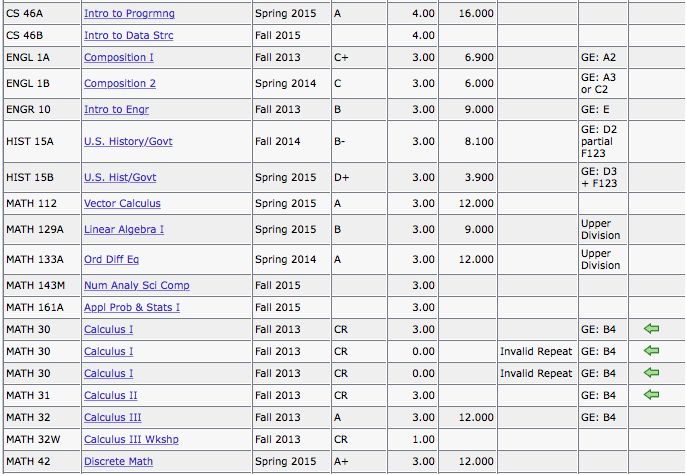 CS 46A Intro to Progrmng Spring 2015 A 4.00 16.000
CS 46B Intro to Data Strc Fall 2015 4.00
ENGL 1A Composition I Fall 2013 C+ 3.00 6.900 GE: A2
ENGL 1B Composition 2 Spring 2014 C 3.00 6.000 GE: A3
or C2
ENGR 10 Intro to Engr Fall 2013 B 3.00 9.000 GE: E
HIST 15A U.S. History/Govt Fall 2014 B- 3.00 8.100 GE: D2
partial
F123
HIST 15B U.S. Hist/Govt Spring 2015 D+ 3.00 3.900 GE: D3
+ F123
MATH 112 Vector Calculus Spring 2015 A 3.00 12.000
MATH 129A Linear Algebra I Spring 2015 B 3.00 9.000 Upper
Division
MATH 133A Ord Diff Eq Spring 2014 A 3.00 12.000 Upper
Division
MATH 143M Num Analy Sci Comp Fall 2015 3.00
MATH 161A Appl Prob & Stats I Fall 2015 3.00
MATH 30 Calculus I Fall 2013 CR 3.00 GE: B4
MATH 30 Calculus I Fall 2013 CR 0.00 Invalid Repeat GE: B4
MATH 30 Calculus I Fall 2013 CR 0.00 Invalid Repeat GE: B4
MATH 31 Calculus II Fall 2013 CR 3.00 GE: B4
MATH 32 Calculus III Fall 2013 A 3.00 12.000 GE: B4
MATH 32W Calculus III Wkshp Fall 2013 CR 1.00
MATH 42 Discrete Math Spring 2015 A+ 3.00 12.000